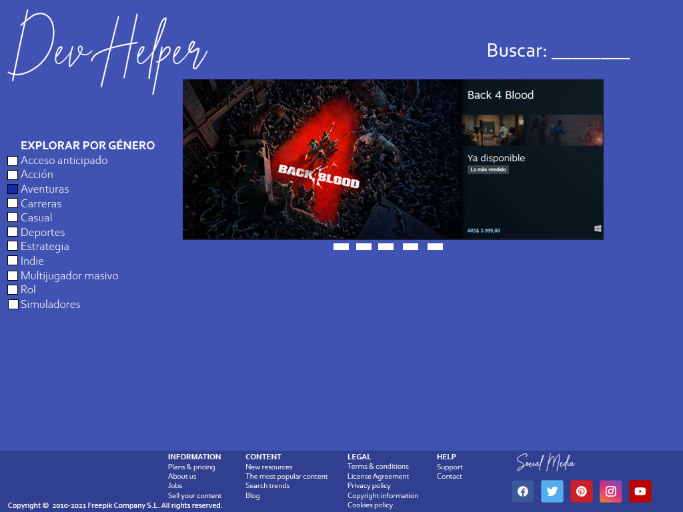 DevHelper
Buscar: ________
Back 4 Blood
BACK BLOOD
Ya disponible
Lo más vendido
ARS$ 3.999,00
EXPLORAR POR GÉNERO
Acceso anticipado
Acción
Aventuras
Carreras
Casual
Deportes
Estrategia
Indie
Multijugador masivo
Rol
Simuladores
INFORMATION
Plans & pricing
About us
Jobs
Sell your content
CONTENT
New resources
The most popular content
Search trends
Blog
LEGAL
Terms & conditions
License Agreement
Privacy policy
Copyright information
Cookies policy
HELP
Support
Contact
Social Media
Copyright © 2010-2021 Freepik Company S.L. All rights reserved.